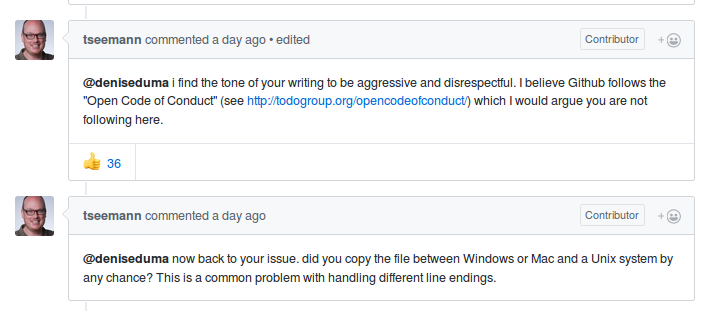 tseemann commented a day ago • edited
Contributor
@deniseduma i find the tone of your writing to be aggressive and disrespectful. I believe Github follows the
"Open Code of Conduct" (see http://todogroup.org/opencodeofconduct/) which I would argue you are not
following here.
36
tseemann commented a day ago
Contributor
@deniseduma now back to your issue. did you copy the file between Windows or Mac and a Unix system by
any chance? This is a common problem with handling different line endings.